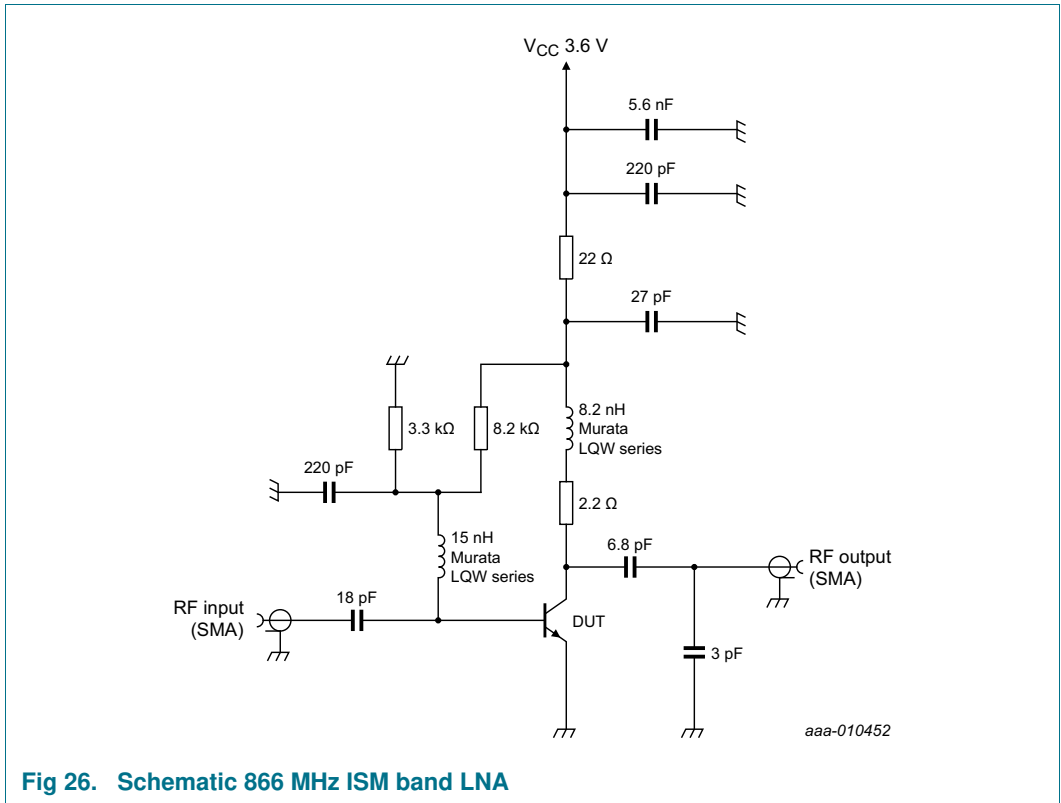 VCC 3.6 V
5.6 nF
220 pF
22 Ω
27 pF
3.3 kΩ
8.2 kΩ
8.2 nH
Murata
LQW series
220 pF
2.2 Ω
15 nH
Murata
LQW series
6.8 pF
RF output
(SMA)
RF input
(SMA)
18 pF
DUT
3 pF
aaa-010452
Fig 26. Schematic 866 MHz ISM band LNA